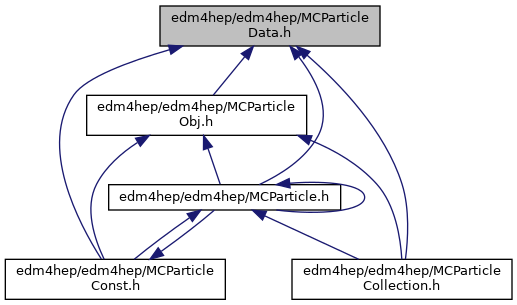 edm4hep/edm4hep/MCParticle
Data.h
edm4hep/edm4hep/MCParticle
Obj.h
edm4hep/edm4hep/MCParticle.h
edm4hep/edm4hep/MCParticle
Const.h
edm4hep/edm4hep/MCParticle
Collection.h